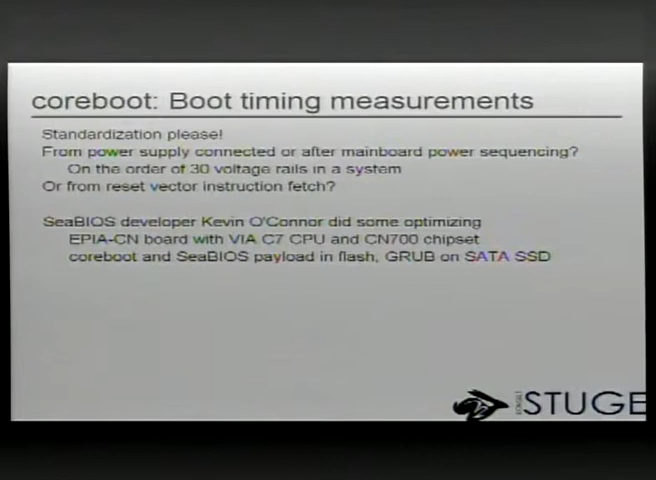 coreboot: Boot timing measurements
Standardization please!
From power supply connected or after mainboard power sequencing?
On the order of 30 voltage rails in a system
Or from reset vector instruction fetch?
SeaBIOS developer Kevin O'Connor did some optimizing
EPIA-CN board with VIA C7 CPU and CN700 chipset
coreboot and SeaBIOS payload in flash, GRUB on SATA SSD
STUGE